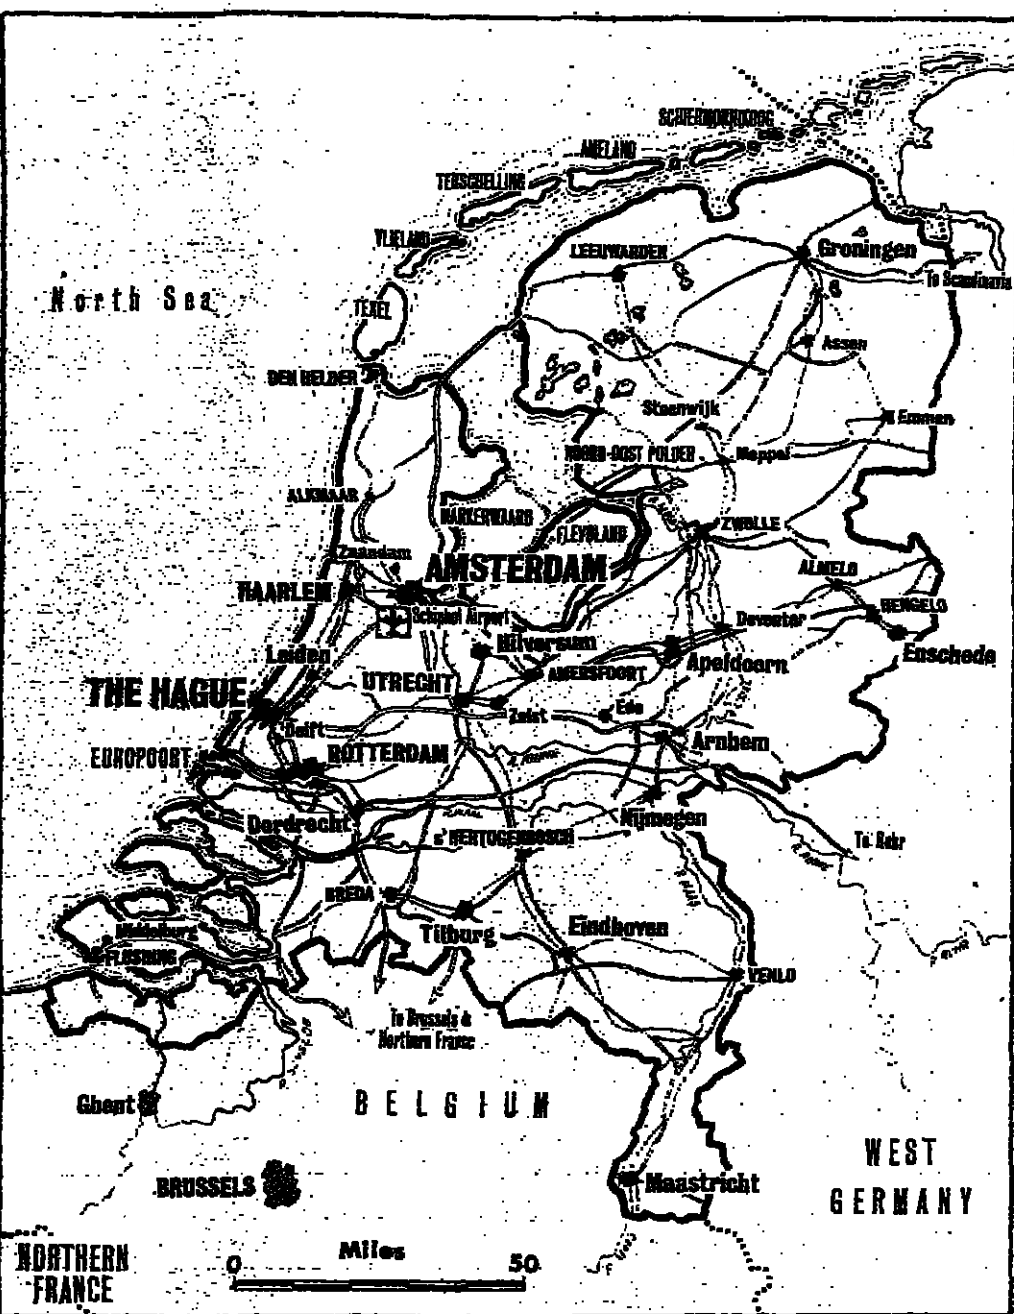 SCHIERMONNIKOOG
AMELAND
TERSCHELLING
VLIELAND
LEEUWARDEN
Groningen
To Scandinavia
North Sea
TEXEL
Assen
DEN HELDER
Steenwijk
Emmen
NOORD-OOST POLDER
Meppel
ALKMAAR
MARKERWAARD
FLEVOLAND
ZWOLLE
Zaandam
AMSTERDAM
ALMELO
HAARLEM
HENGELO
Schiphol Airport
Deventer
Hilversum
Enschede
Leiden
AMERSFOORT
Apeldoorn
THE HAGUE
UTRECHT
Zeist
Ede
Delft
Arnhem
EUROPOORT
ROTTERDAM
Dordrecht
Nijmegen
s'HERTOGENBOSCH
To Ruhr
R. MAAS
BREDA
Tilburg
Eindhoven
Middelburg
FLUSHING
VENLO
To Brussels &
Northern France
Ghent
BELGIUM
WEST
GERMANY
BRUSSELS
Maastricht
NORTHERN
FRANCE
Miles
0 50